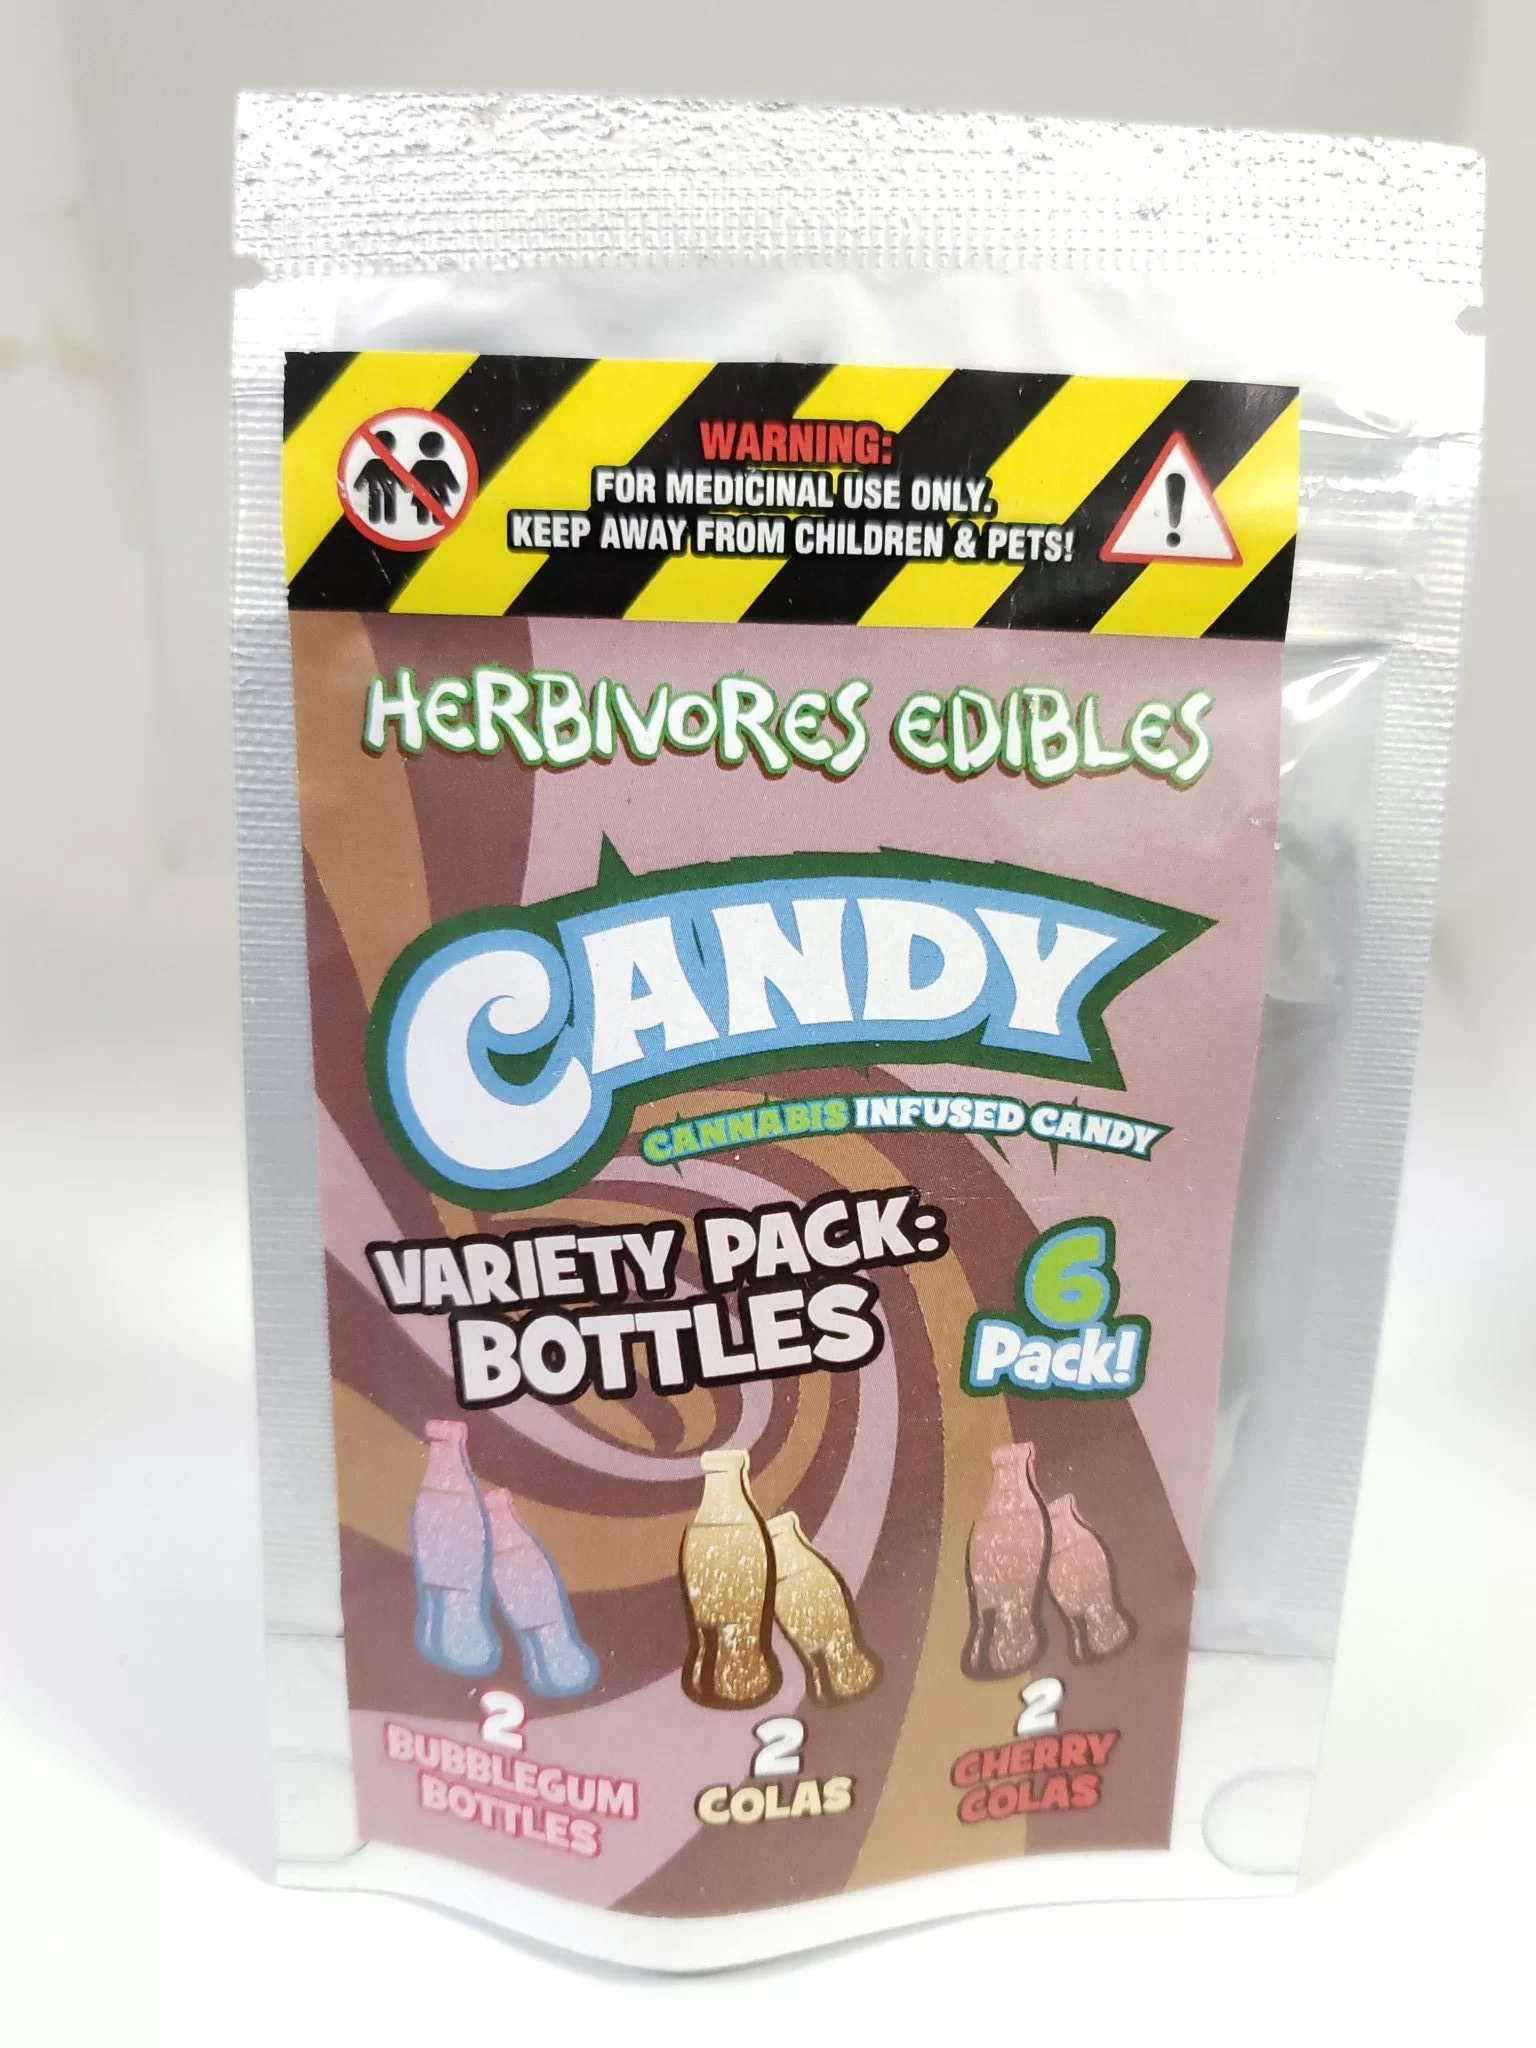 WARNING:
FOR MEDICINAL USE ONLY.
KEEP AWAY FROM CHILDREN & PETS!
HERBIVORES EDIBLES
CANDY
CANNABIS INFUSED CANDY
VARIETY PACK:
BOTTLES
6
Pack!
2
BUBBLEGUM
BOTTLES
2
COLAS
2
CHERRY
COLAS